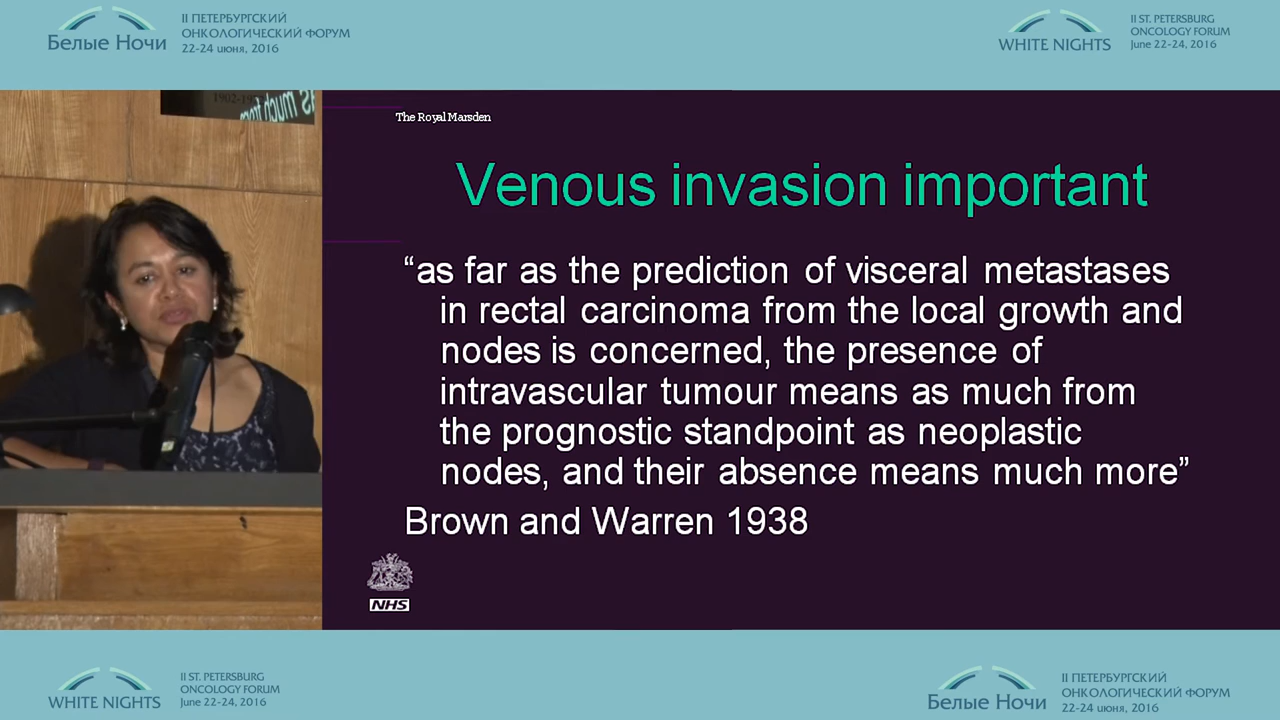 Белые Ночи
II ПЕТЕРБУРГСКИЙ
ОНКОЛОГИЧЕСКИЙ ФОРУМ
22-24 июня, 2016
WHITE NIGHTS
II ST. PETERSBURG
ONCOLOGY FORUM
June 22-24, 2016
as much from
The Royal Marsden
Venous invasion important
“as far as the prediction of visceral metastases
in rectal carcinoma from the local growth and
nodes is concerned, the presence of
intravascular tumour means as much from
the prognostic standpoint as neoplastic
nodes, and their absence means much more”
Brown and Warren 1938
NHS
WHITE NIGHTS
II ST. PETERSBURG
ONCOLOGY FORUM
June 22-24, 2016
Белые Ночи
II ПЕТЕРБУРГСКИЙ
ОНКОЛОГИЧЕСКИЙ ФОРУМ
22-24 июня, 2016